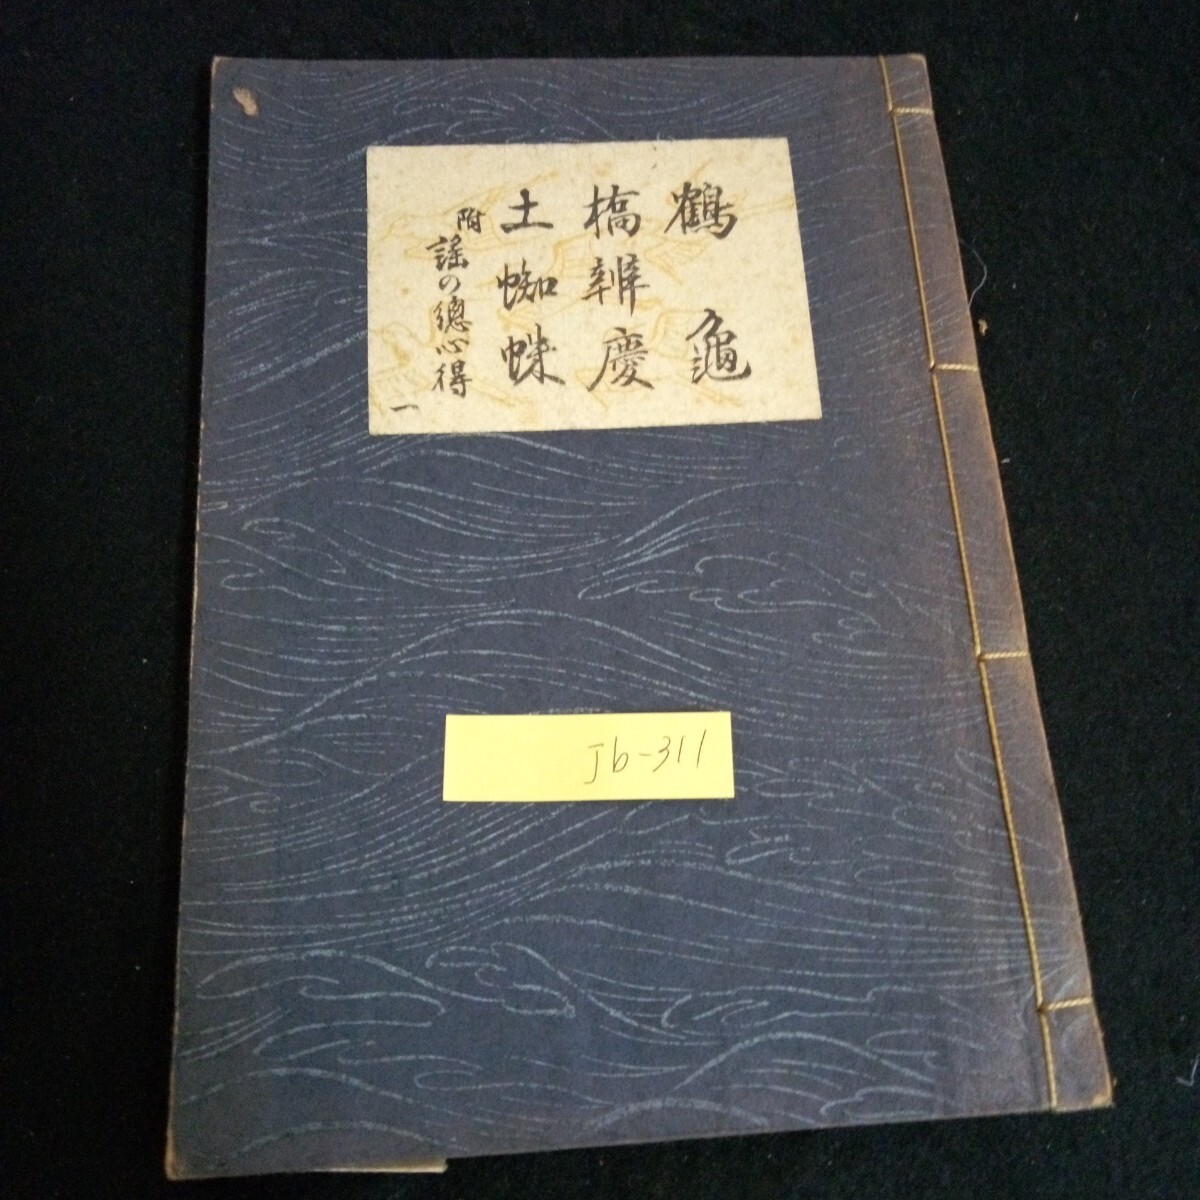 鶴亀
橋辨慶
土蜘蛛
附謡の總心得
一
Jb-311